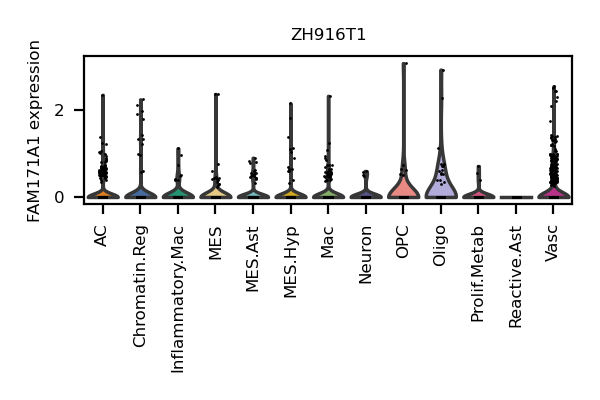 ZH916T1
FAM171A1 expression
2
0
AC
Chromatin.Reg
Inflammatory.Mac
MES
MES.Ast
MES.Hyp
Mac
Neuron
OPC
Oligo
Prolif.Metab
Reactive.Ast
Vasc